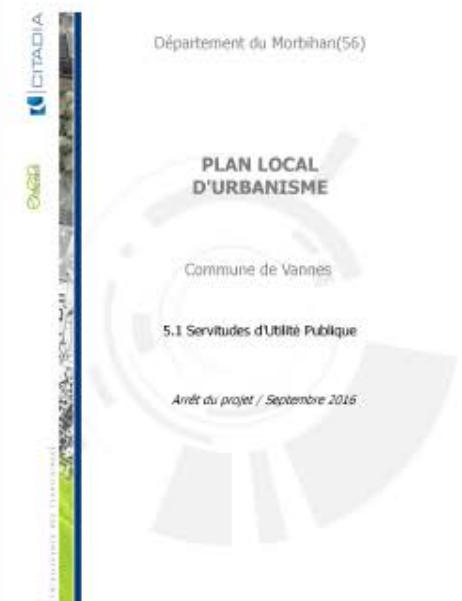 Département du Morbihan(56)
CITADIA
PLAN LOCAL
D'URBANISME
Commune de Vannes
5.1 Servitudes d'Utilité Publique
Arrêt du projet / Septembre 2016